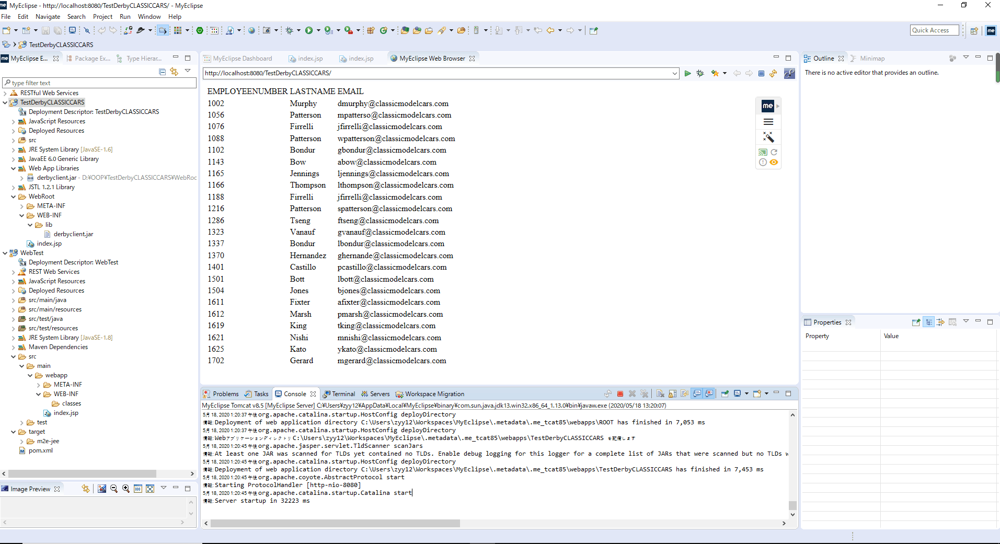 MyEclipse - http://localhost:8080/TestDerbyCLASSICCARS/ - MyEclipse
File Edit Navigate Search Project Run Window Help
Quick Access
TestDerbyCLASSICCARS
MyEclipse E... Package Ex... Type Hierar...
type filter text
RESTful Web Services
TestDerbyCLASSICCARS
Deployment Descriptor: TestDerbyCLASSICCARS
JavaScript Resources
Deployed Resources
src
JRE System Library [JavaSE-1.6]
JavaEE 6.0 Generic Library
Web App Libraries
derbyclient.jar - D:¥OOP¥TestDerbyCLASSICCARS¥WebRoc
JSTL 1.2.1 Library
WebRoot
META-INF
WEB-INF
lib
derbyclient.jar
index.jsp
WebTest
Deployment Descriptor: WebTest
REST Web Services
JavaScript Resources
Deployed Resources
src/main/java
src/main/resources
src/test/java
src/test/resources
JRE System Library [JavaSE-1.8]
Maven Dependencies
src
main
webapp
META-INF
WEB-INF
classes
index.jsp
test
target
m2e-jee
pom.xml
Image Preview
MyEclipse Dashboard index.jsp index.jsp MyEclipse Web Browser
http://localhost:8080/TestDerbyCLASSICCARS/
EMPLOYEENUMBER LASTNAME EMAIL
1002 Murphy dmurphy@classicmodelcars.com
1056 Patterson mpatterso@classicmodelcars.com
1076 Firrelli jfirrelli@classicmodelcars.com
1088 Patterson wpatterson@classicmodelcars.com
1102 Bondur gbondur@classicmodelcars.com
1143 Bow abow@classicmodelcars.com
1165 Jennings ljennings@classicmodelcars.com
1166 Thompson lthompson@classicmodelcars.com
1188 Firrelli jfirrelli@classicmodelcars.com
1216 Patterson spatterson@classicmodelcars.com
1286 Tseng ftseng@classicmodelcars.com
1323 Vanauf gvanauf@classicmodelcars.com
1337 Bondur lbondur@classicmodelcars.com
1370 Hernandez ghernande@classicmodelcars.com
1401 Castillo pcastillo@classicmodelcars.com
1501 Bott lbott@classicmodelcars.com
1504 Jones bjones@classicmodelcars.com
1611 Fixter afixter@classicmodelcars.com
1612 Marsh pmarsh@classicmodelcars.com
1619 King tking@classicmodelcars.com
1621 Nishi mnishi@classicmodelcars.com
1625 Kato ykato@classicmodelcars.com
1702 Gerard mgerard@classicmodelcars.com
me
Problems Tasks Console Terminal Servers Workspace Migration
MyEclipse Tomcat v8.5 [MyEclipse Server] C:¥Users¥zyy12¥AppData¥Local¥MyEclipse¥binary¥com.sun.java.jdk13.win32.x86_64_1.13.0¥bin¥javaw.exe (2020/05/18 13:20:07)
5月 18, 2020 1:20:37 午後 org.apache.catalina.startup.HostConfig deployDirectory
情報: Deployment of web application directory C:\Users\zyy12\Workspaces\MyEclipse\.metadata\.me_tcat85\webapps\ROOT has finished in 7,053 ms
5月 18, 2020 1:20:37 午後 org.apache.catalina.startup.HostConfig deployDirectory
情報: Webアプリケーションディレクトリ C:\Users\zyy12\Workspaces\MyEclipse\.metadata\.me_tcat85\webapps\TestDerbyCLASSICCARS を配備します
5月 18, 2020 1:20:45 午後 org.apache.jasper.servlet.TldScanner scanJars
情報: At least one JAR was scanned for TLDs yet contained no TLDs. Enable debug logging for this logger for a complete list of JARs that were scanned but no TLDs w
5月 18, 2020 1:20:45 午後 org.apache.catalina.startup.HostConfig deployDirectory
情報: Deployment of web application directory C:\Users\zyy12\Workspaces\MyEclipse\.metadata\.me_tcat85\webapps\TestDerbyCLASSICCARS has finished in 7,453 ms
5月 18, 2020 1:20:45 午後 org.apache.coyote.AbstractProtocol start
情報: Starting ProtocolHandler [http-nio-8080]
5月 18, 2020 1:20:45 午後 org.apache.catalina.startup.Catalina start
情報: Server startup in 32223 ms
Outline Minimap
There is no active editor that provides an outline.
Properties
Property Value